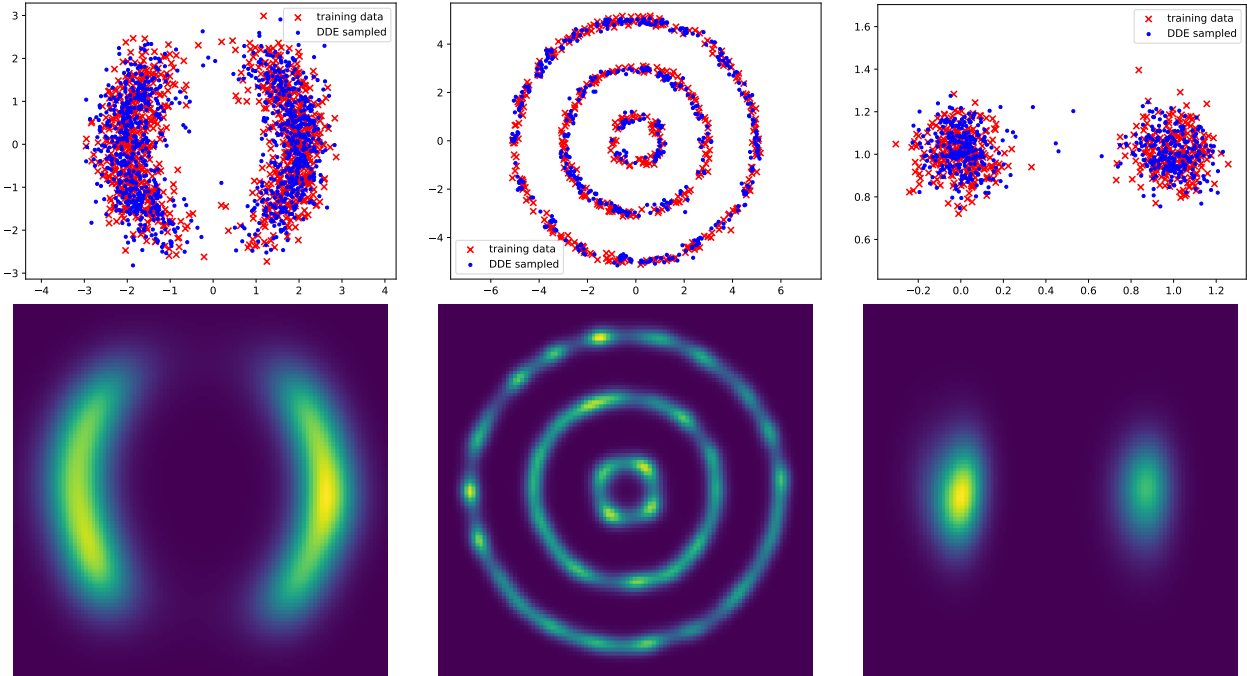 training data
DDE sampled
3
2
1
0
−1
−2
−3
−4 −3 −2 −1 0 1 2 3 4
4
2
0
−2
−4
training data
DDE sampled
−6 −4 −2 0 2 4 6
training data
DDE sampled
1.6
1.4
1.2
1.0
0.8
0.6
−0.2 0.0 0.2 0.4 0.6 0.8 1.0 1.2